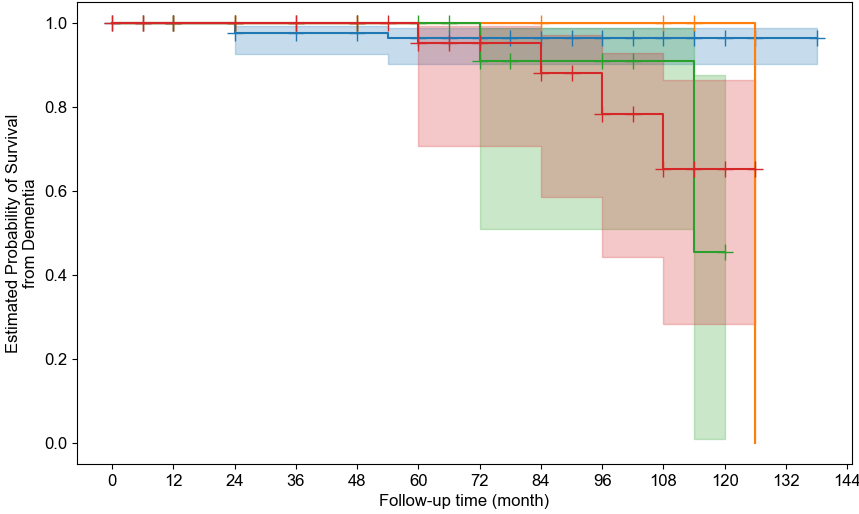 1.0
0.8
0.6
0.4
0.2
0.0
Estimated Probability of Survival
from Dementia
0 12 24 36 48 60 72 84 96 108 120 132 144
Follow-up time (month)